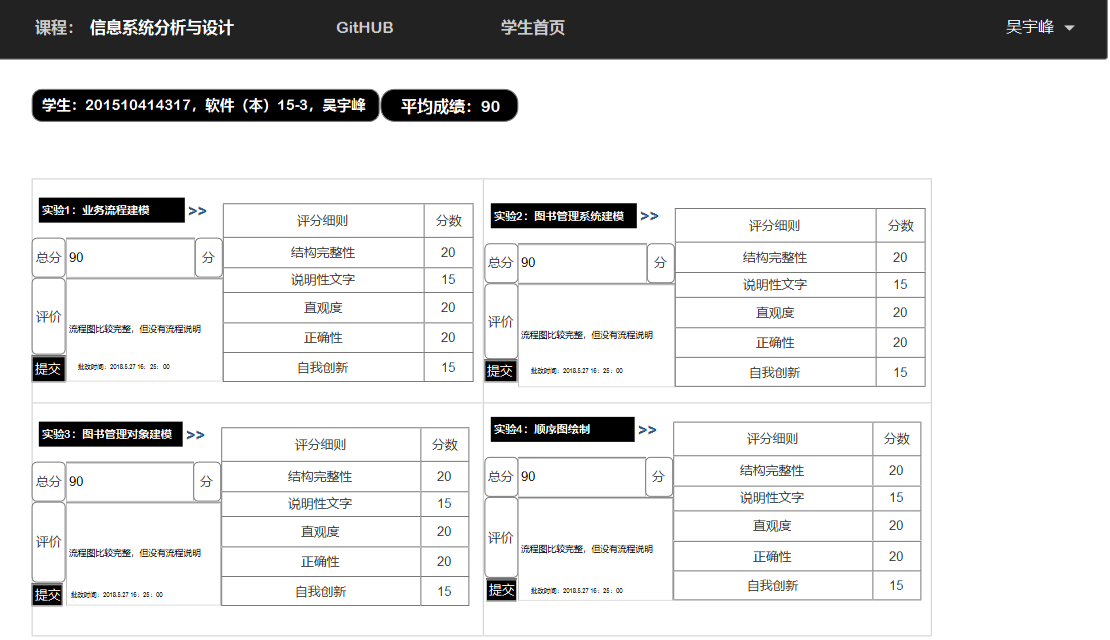 课程： 信息系统分析与设计 GitHUB 学生首页 吴宇峰
学生：201510414317，软件（本）15-3，吴宇峰 平均成绩：90
实验1：业务流程建模 >>
总分 90 分
评价 流程图比较完整，但没有流程说明
提交 批改时间：2018.5.27 16：25：00
评分细则 分数
结构完整性 20
说明性文字 15
直观度 20
正确性 20
自我创新 15
实验2：图书管理系统建模 >>
总分 90 分
评价 流程图比较完整，但没有流程说明
提交 批改时间：2018.5.27 16：25：00
评分细则 分数
结构完整性 20
说明性文字 15
直观度 20
正确性 20
自我创新 15
实验3：图书管理对象建模 >>
总分 90 分
评价 流程图比较完整，但没有流程说明
提交 批改时间：2018.5.27 16：25：00
评分细则 分数
结构完整性 20
说明性文字 15
直观度 20
正确性 20
自我创新 15
实验4：顺序图绘制 >>
总分 90 分
评价 流程图比较完整，但没有流程说明
提交 批改时间：2018.5.27 16：25：00
评分细则 分数
结构完整性 20
说明性文字 15
直观度 20
正确性 20
自我创新 15